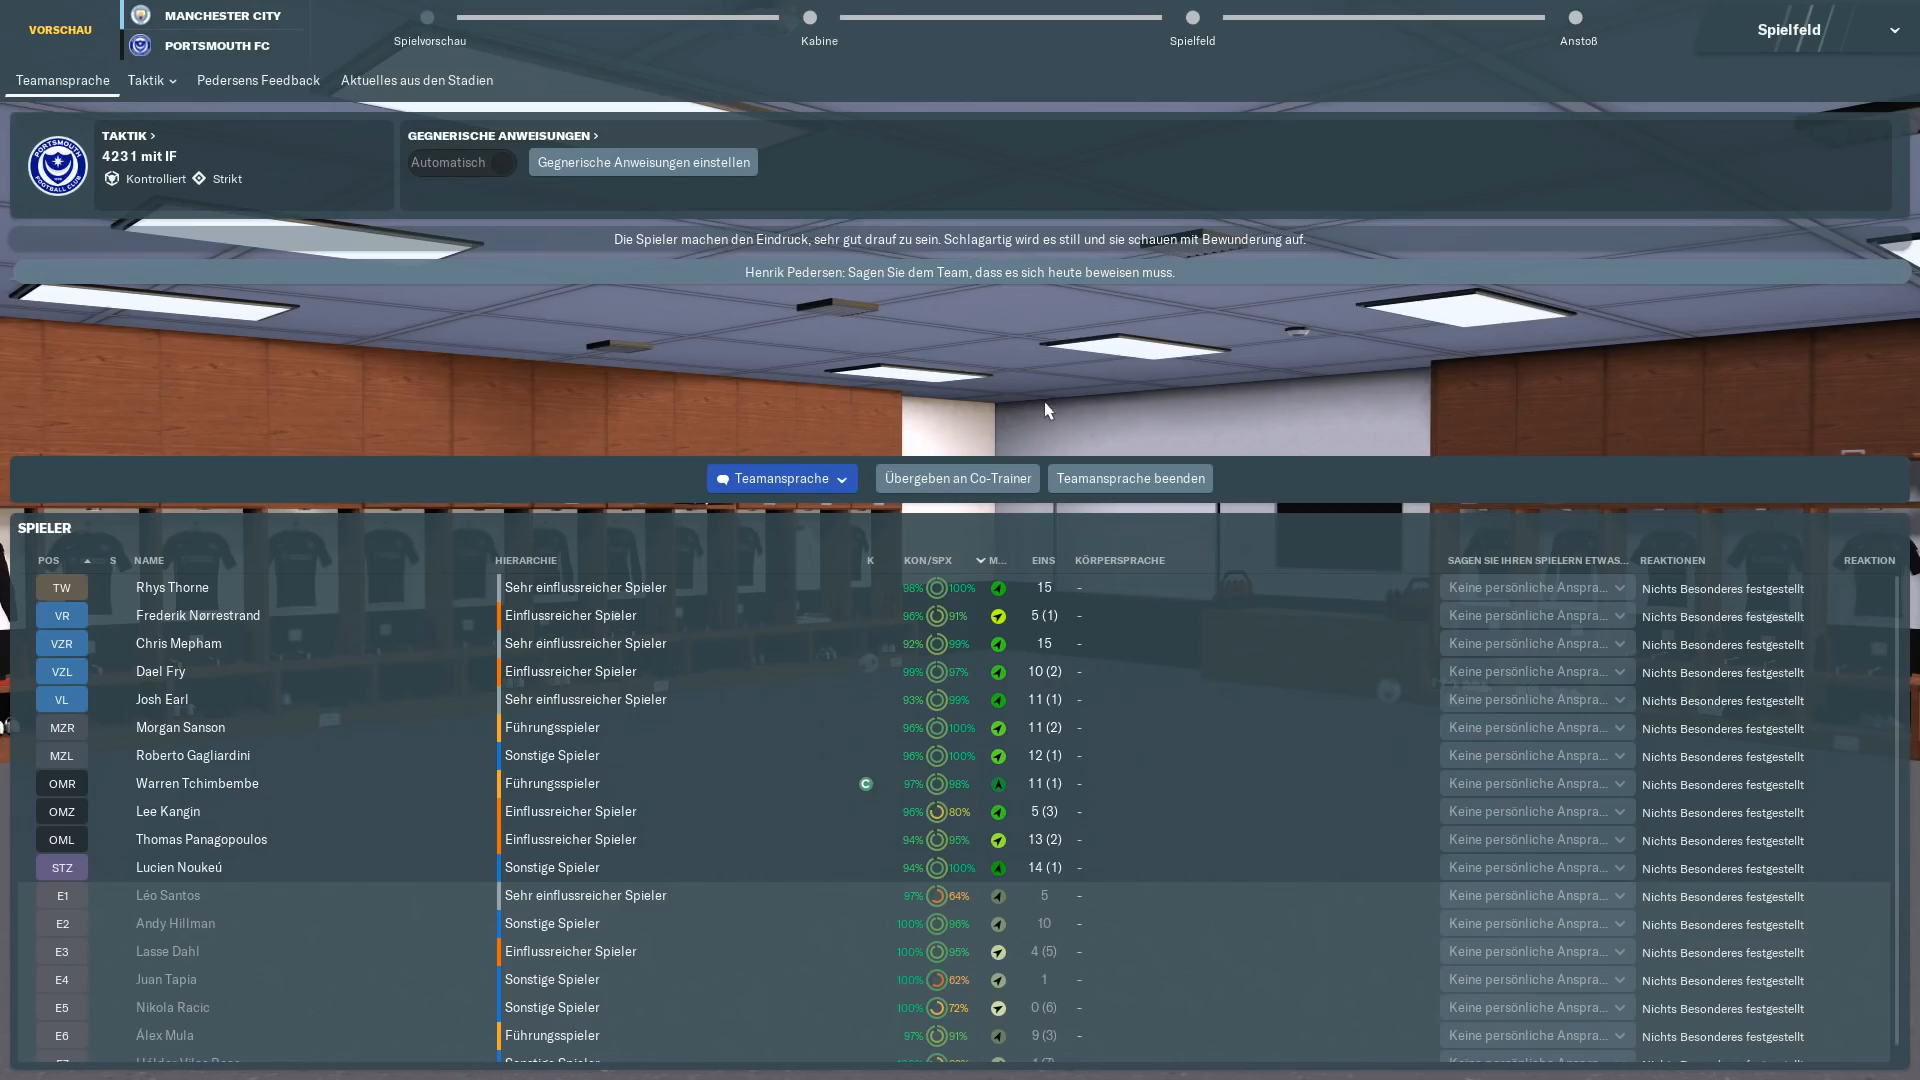 VORSCHAU
MANCHESTER CITY
PORTSMOUTH FC
Spielvorschau
Kabine
Spielfeld
Anstoß
Spielfeld
Teamansprache Taktik Pedersens Feedback Aktuelles aus den Stadien
PORTSMOUTH
FOOTBALL CLUB
TAKTIK >
4231 mit IF
Kontrolliert Strikt
GEGNERISCHE ANWEISUNGEN >
Automatisch Gegnerische Anweisungen einstellen
Die Spieler machen den Eindruck, sehr gut drauf zu sein. Schlagartig wird es still und sie schauen mit Bewunderung auf.
Henrik Pedersen: Sagen Sie dem Team, dass es sich heute beweisen muss.
Teamansprache Übergeben an Co-Trainer Teamansprache beenden
SPIELER
POS S NAME HIERARCHIE K KON/SPX M... EINS KÖRPERSPRACHE SAGEN SIE IHREN SPIELERN ETWAS... REAKTIONEN REAKTION
TW Rhys Thorne Sehr einflussreicher Spieler 98% 100% 15 - Keine persönliche Anspra... Nichts Besonderes festgestellt
VR Frederik Nørrestrand Einflussreicher Spieler 96% 91% 5 (1) - Keine persönliche Anspra... Nichts Besonderes festgestellt
VZR Chris Mepham Sehr einflussreicher Spieler 92% 99% 15 - Keine persönliche Anspra... Nichts Besonderes festgestellt
VZL Dael Fry Einflussreicher Spieler 99% 97% 10 (2) - Keine persönliche Anspra... Nichts Besonderes festgestellt
VL Josh Earl Sehr einflussreicher Spieler 93% 99% 11 (1) - Keine persönliche Anspra... Nichts Besonderes festgestellt
MZR Morgan Sanson Führungsspieler 96% 100% 11 (2) - Keine persönliche Anspra... Nichts Besonderes festgestellt
MZL Roberto Gagliardini Sonstige Spieler 96% 100% 12 (1) - Keine persönliche Anspra... Nichts Besonderes festgestellt
OMR Warren Tchimbembe Führungsspieler C 97% 98% 11 (1) - Keine persönliche Anspra... Nichts Besonderes festgestellt
OMZ Lee Kangin Einflussreicher Spieler 96% 80% 5 (3) - Keine persönliche Anspra... Nichts Besonderes festgestellt
OML Thomas Panagopoulos Einflussreicher Spieler 94% 95% 13 (2) - Keine persönliche Anspra... Nichts Besonderes festgestellt
STZ Lucien Noukeú Sonstige Spieler 94% 100% 14 (1) - Keine persönliche Anspra... Nichts Besonderes festgestellt
E1 Léo Santos Sehr einflussreicher Spieler 97% 64% 5 - Keine persönliche Anspra... Nichts Besonderes festgestellt
E2 Andy Hillman Sonstige Spieler 100% 96% 10 - Keine persönliche Anspra... Nichts Besonderes festgestellt
E3 Lasse Dahl Einflussreicher Spieler 100% 95% 4 (5) - Keine persönliche Anspra... Nichts Besonderes festgestellt
E4 Juan Tapia Sonstige Spieler 100% 62% 1 - Keine persönliche Anspra... Nichts Besonderes festgestellt
E5 Nikola Racic Sonstige Spieler 100% 72% 0 (6) - Keine persönliche Anspra... Nichts Besonderes festgestellt
E6 Álex Mula Führungsspieler 97% 91% 9 (3) - Keine persönliche Anspra... Nichts Besonderes festgestellt